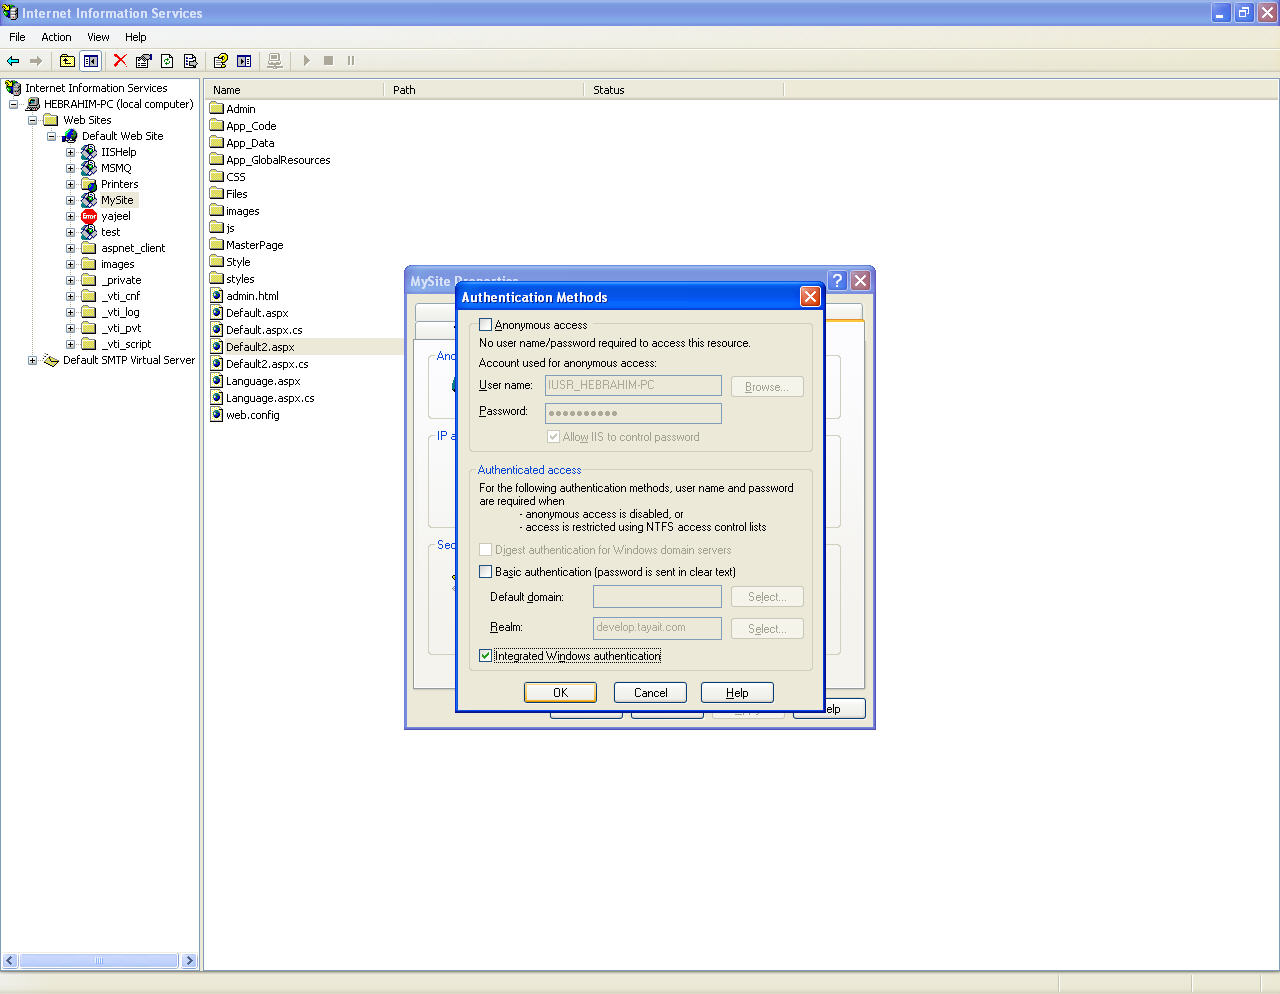 Internet Information Services
File Action View Help
Internet Information Services
HEBRAHIM-PC (local computer)
Web Sites
Default Web Site
IISHelp
MSMQ
Printers
MySite
Error
yajeel
test
aspnet_client
images
_private
_vti_cnf
_vti_log
_vti_pvt
_vti_script
Default SMTP Virtual Server
Name Path Status
Admin
App_Code
App_Data
App_GlobalResources
CSS
Files
images
js
MasterPage
Style
styles
admin.html
Default.aspx
Default.aspx.cs
Default2.aspx
Default2.aspx.cs
Language.aspx
Language.aspx.cs
web.config
MySite Properties
Authentication Methods
Anonymous access
No user name/password required to access this resource.
Account used for anonymous access:
User name: IUSR_HEBRAHIM-PC Browse...
Password: ●●●●●●●●●●
Allow IIS to control password
Authenticated access
For the following authentication methods, user name and password
are required when
- anonymous access is disabled, or
- access is restricted using NTFS access control lists
Digest authentication for Windows domain servers
Basic authentication (password is sent in clear text)
Default domain: Select...
Realm: develop.tayait.com Select...
Integrated Windows authentication
OK Cancel Help
Ano
IP a
Sec
elp